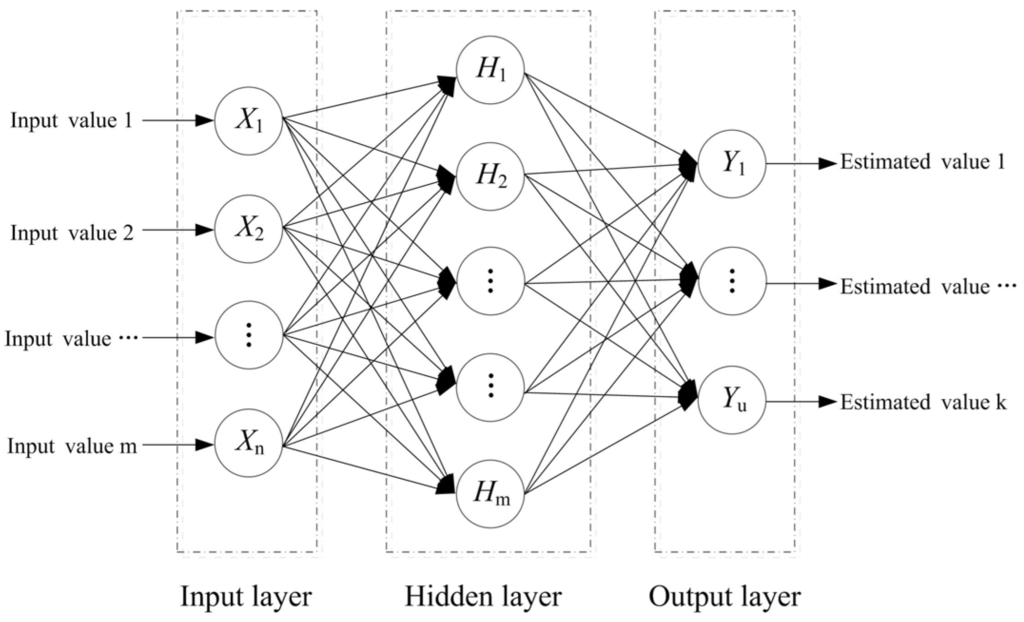 Input value 1
X1
H1
Y1
Estimated value 1
Input value 2
X2
H2
⋮
Estimated value ⋯
Input value ⋯
⋮
⋮
⋮
Yu
Estimated value k
Input value m
Xn
Hm
Input layer
Hidden layer
Output layer